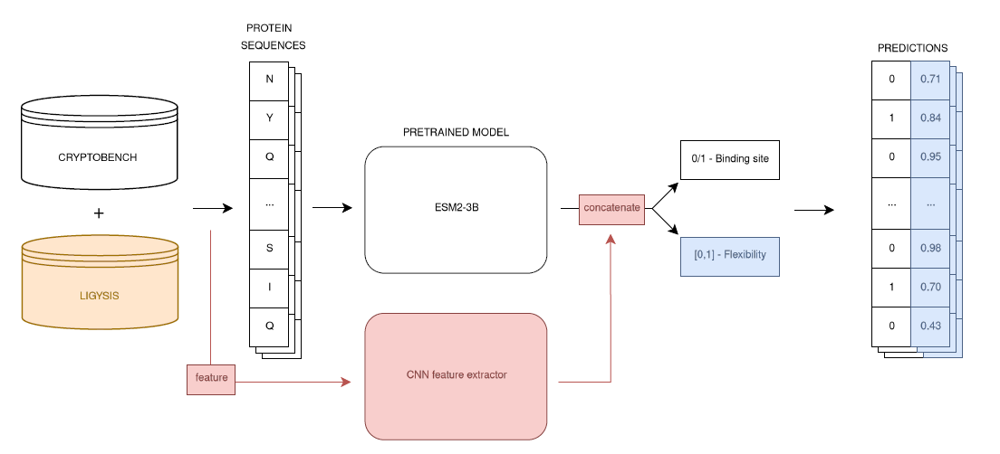 PROTEIN
SEQUENCES
N
Y
Q
...
S
I
Q
CRYPTOBENCH
+
LIGYSIS
feature
PRETRAINED MODEL
ESM2-3B
CNN feature extractor
concatenate
0/1 - Binding site
[0,1] - Flexibility
PREDICTIONS
0 0.71
1 0.84
0 0.95
... ...
0 0.98
1 0.70
0 0.43